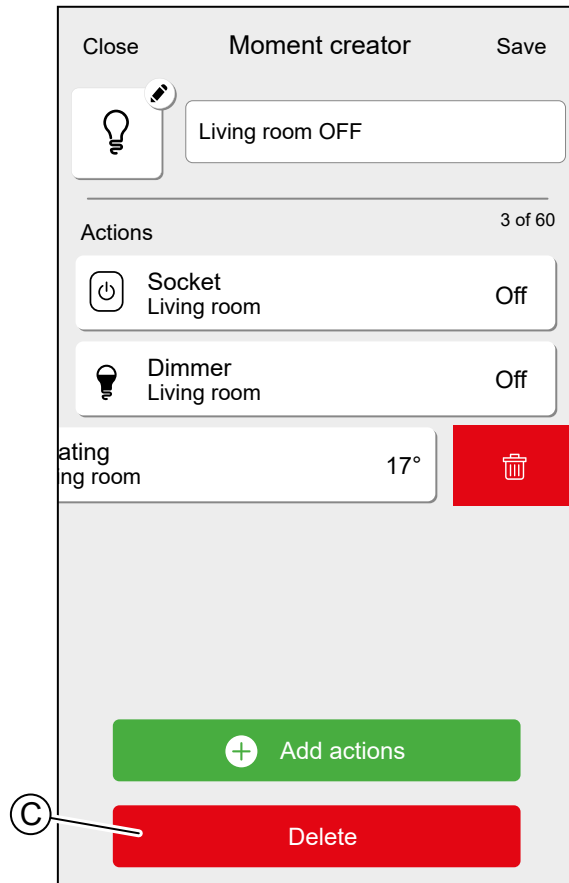 Close Moment creator Save
Living room OFF
3 of 60
Actions
Socket
Living room
Off
Dimmer
Living room
Off
ating
ing room
17°
Add actions
C
Delete